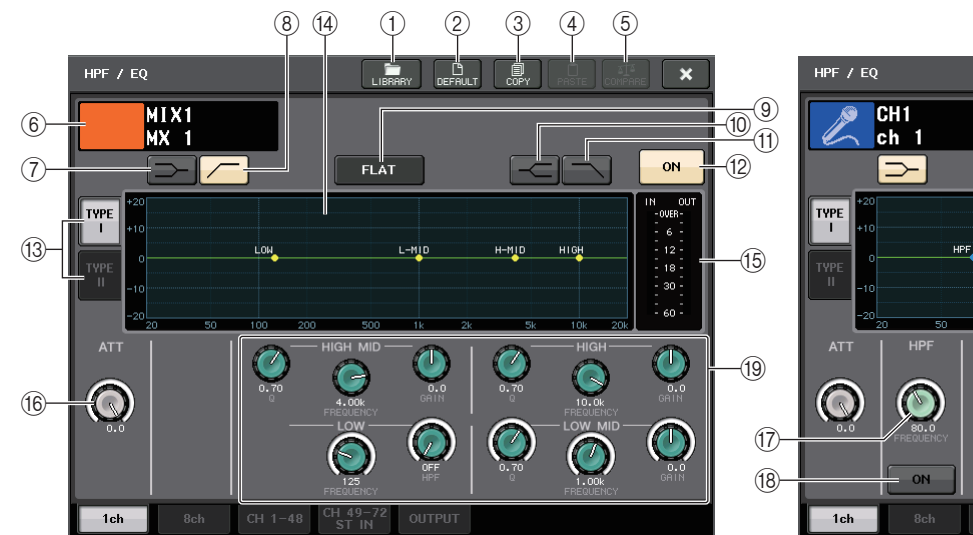 ⑧ ⑭ ① ② ③ ④ ⑤
HPF / EQ
LIBRARY
DEFAULT
COPY
PASTE
COMPARE
×
⑥
MIX1
MX 1
⑦
FLAT
ON
⑨
⑩
⑪
⑫
⑬
TYPE
I
TYPE
II
+20
+10
0
-10
-20
LOW
L-MID
H-MID
HIGH
20 50 100 200 500 1k 2k 5k 10k 20k
IN OUT
-OVER-
- 6 -
- 12 -
- 18 -
- 30 -
- 60 -
⑮
ATT
⑯
0.0
HIGH MID
0.70
Q
4.00k
FREQUENCY
0.0
GAIN
HIGH
0.70
Q
10.0k
FREQUENCY
0.0
GAIN
⑲
LOW
125
FREQUENCY
OFF
HPF
LOW MID
0.70
Q
1.00k
FREQUENCY
0.0
GAIN
1ch
8ch
CH 1-48
CH 49-72
ST IN
OUTPUT
HPF / EQ
CH1
ch 1
TYPE
I
TYPE
II
+20
+10
0
-10
-20
HPF
20 50
ATT
0.0
HPF
80.0
FREQUENCY
⑰
⑱
ON
1ch
8ch